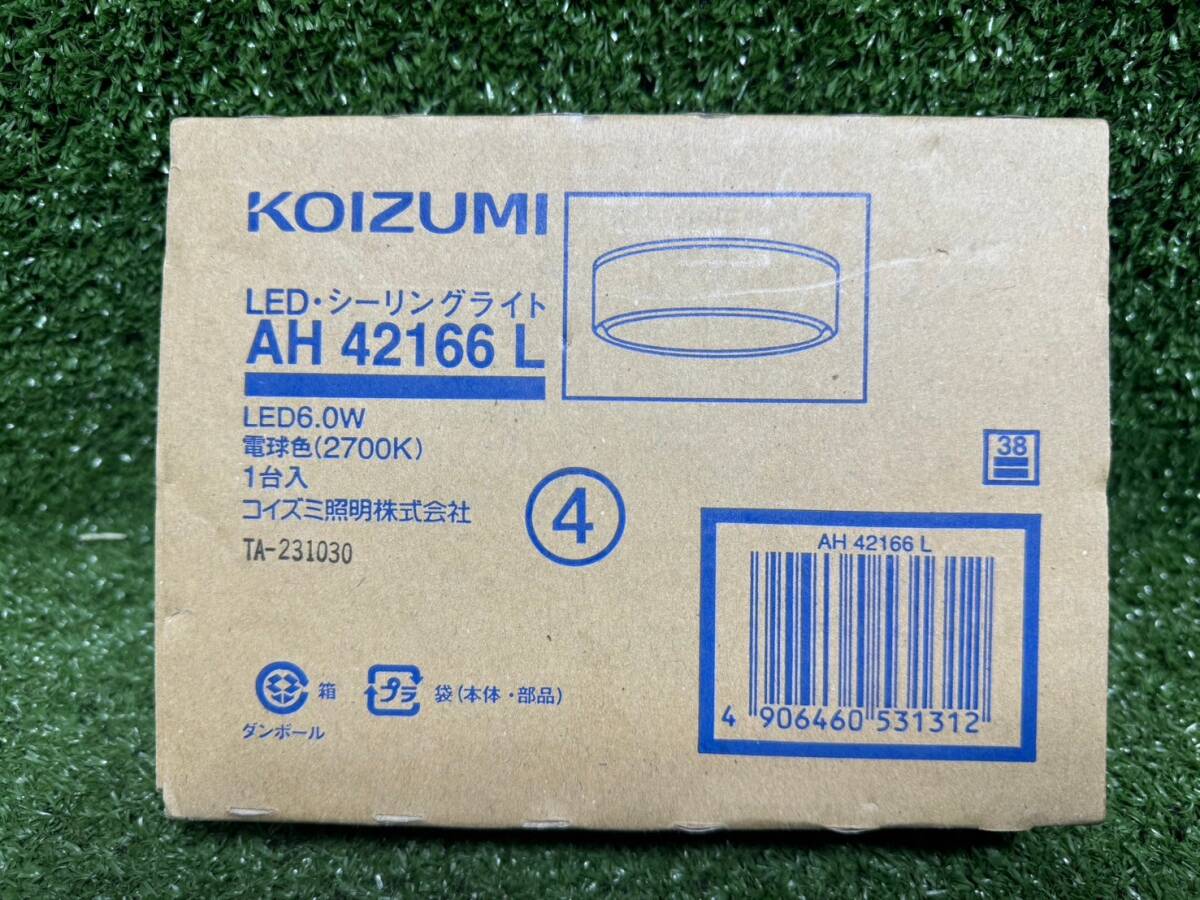 KOIZUMI
LED・シーリングライト
AH 42166 L
LED6.0W
電球色(2700K)
1台入
コイズミ照明株式会社
TA-231030
4
38
AH 42166 L
4 906460 531312
箱
ダンボール
プラ
袋(本体・部品)